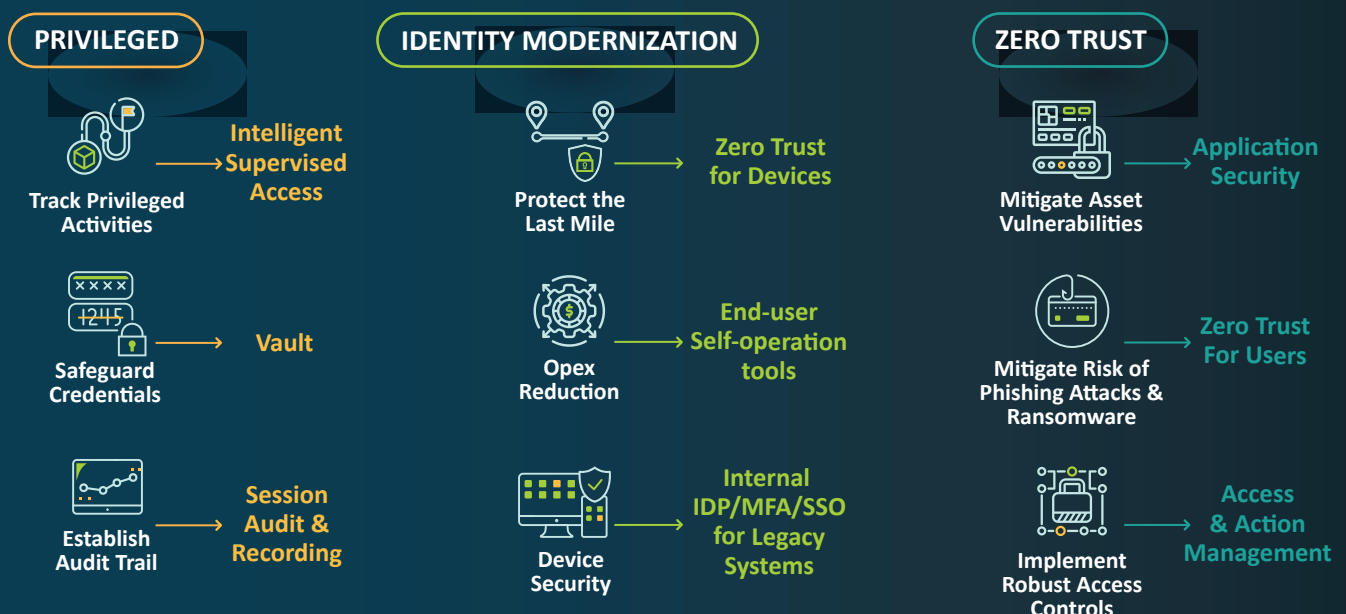 PRIVILEGED
Track Privileged
Activities
Intelligent
Supervised
Access
××××
1245
Safeguard
Credentials
Vault
Establish
Audit Trail
Session
Audit &
Recording
IDENTITY MODERNIZATION
Protect the
Last Mile
Zero Trust
for Devices
$
Opex
Reduction
End-user
Self-operation
tools
Device
Security
Internal
IDP/MFA/SSO
for Legacy
Systems
ZERO TRUST
Mitigate Asset
Vulnerabilities
Application
Security
Mitigate Risk of
Phishing Attacks &
Ransomware
Zero Trust
For Users
Implement
Robust Access
Controls
Access
& Action
Management